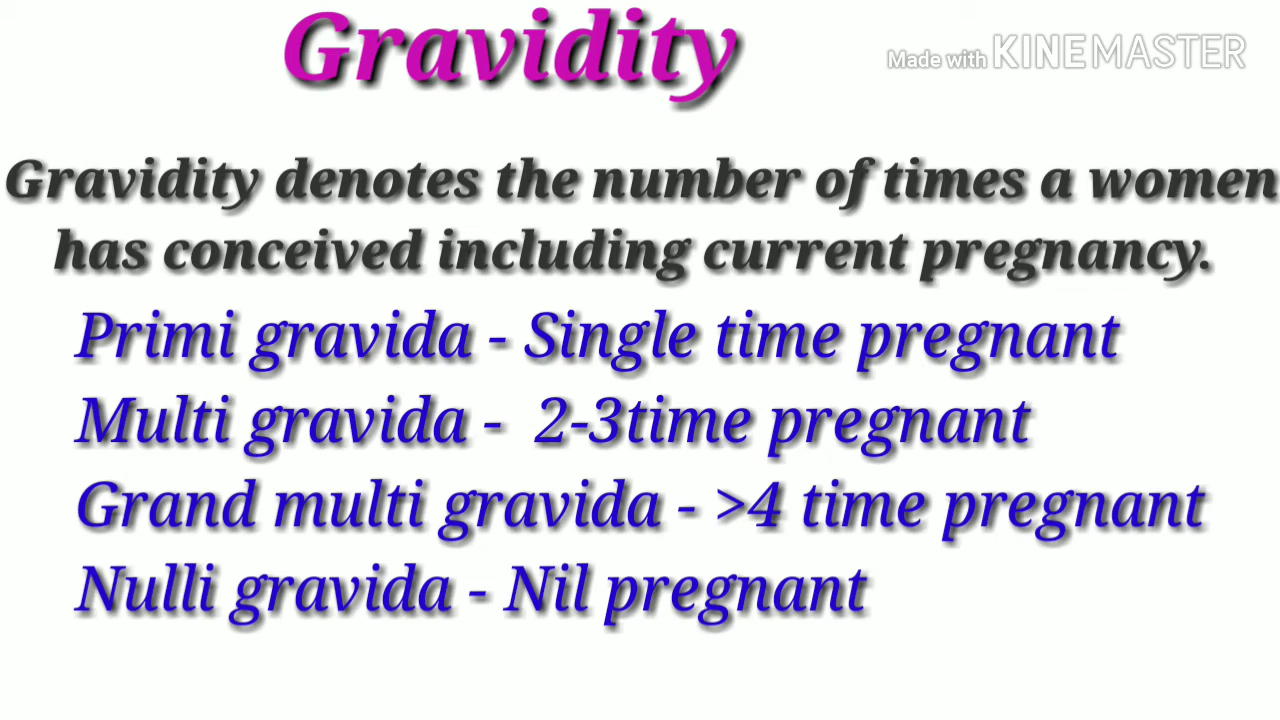 Gravidity
Made with KINEMASTER
Gravidity denotes the number of times a women
has conceived including current pregnancy.
Primi gravida - Single time pregnant
Multi gravida - 2-3time pregnant
Grand multi gravida - >4 time pregnant
Nulli gravida - Nil pregnant